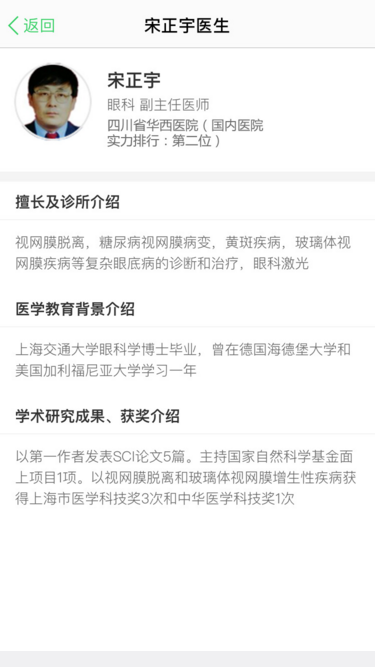 返回
宋正宇医生
宋正宇
眼科 副主任医师
四川省华西医院（国内医院
实力排行：第二位）
擅长及诊所介绍
视网膜脱离，糖尿病视网膜病变，黄斑疾病，玻璃体视
网膜疾病等复杂眼底病的诊断和治疗，眼科激光
医学教育背景介绍
上海交通大学眼科学博士毕业，曾在德国海德堡大学和
美国加利福尼亚大学学习一年
学术研究成果、获奖介绍
以第一作者发表SCI论文5篇。主持国家自然科学基金面
上项目1项。以视网膜脱离和玻璃体视网膜增生性疾病获
得上海市医学科技奖3次和中华医学科技奖1次